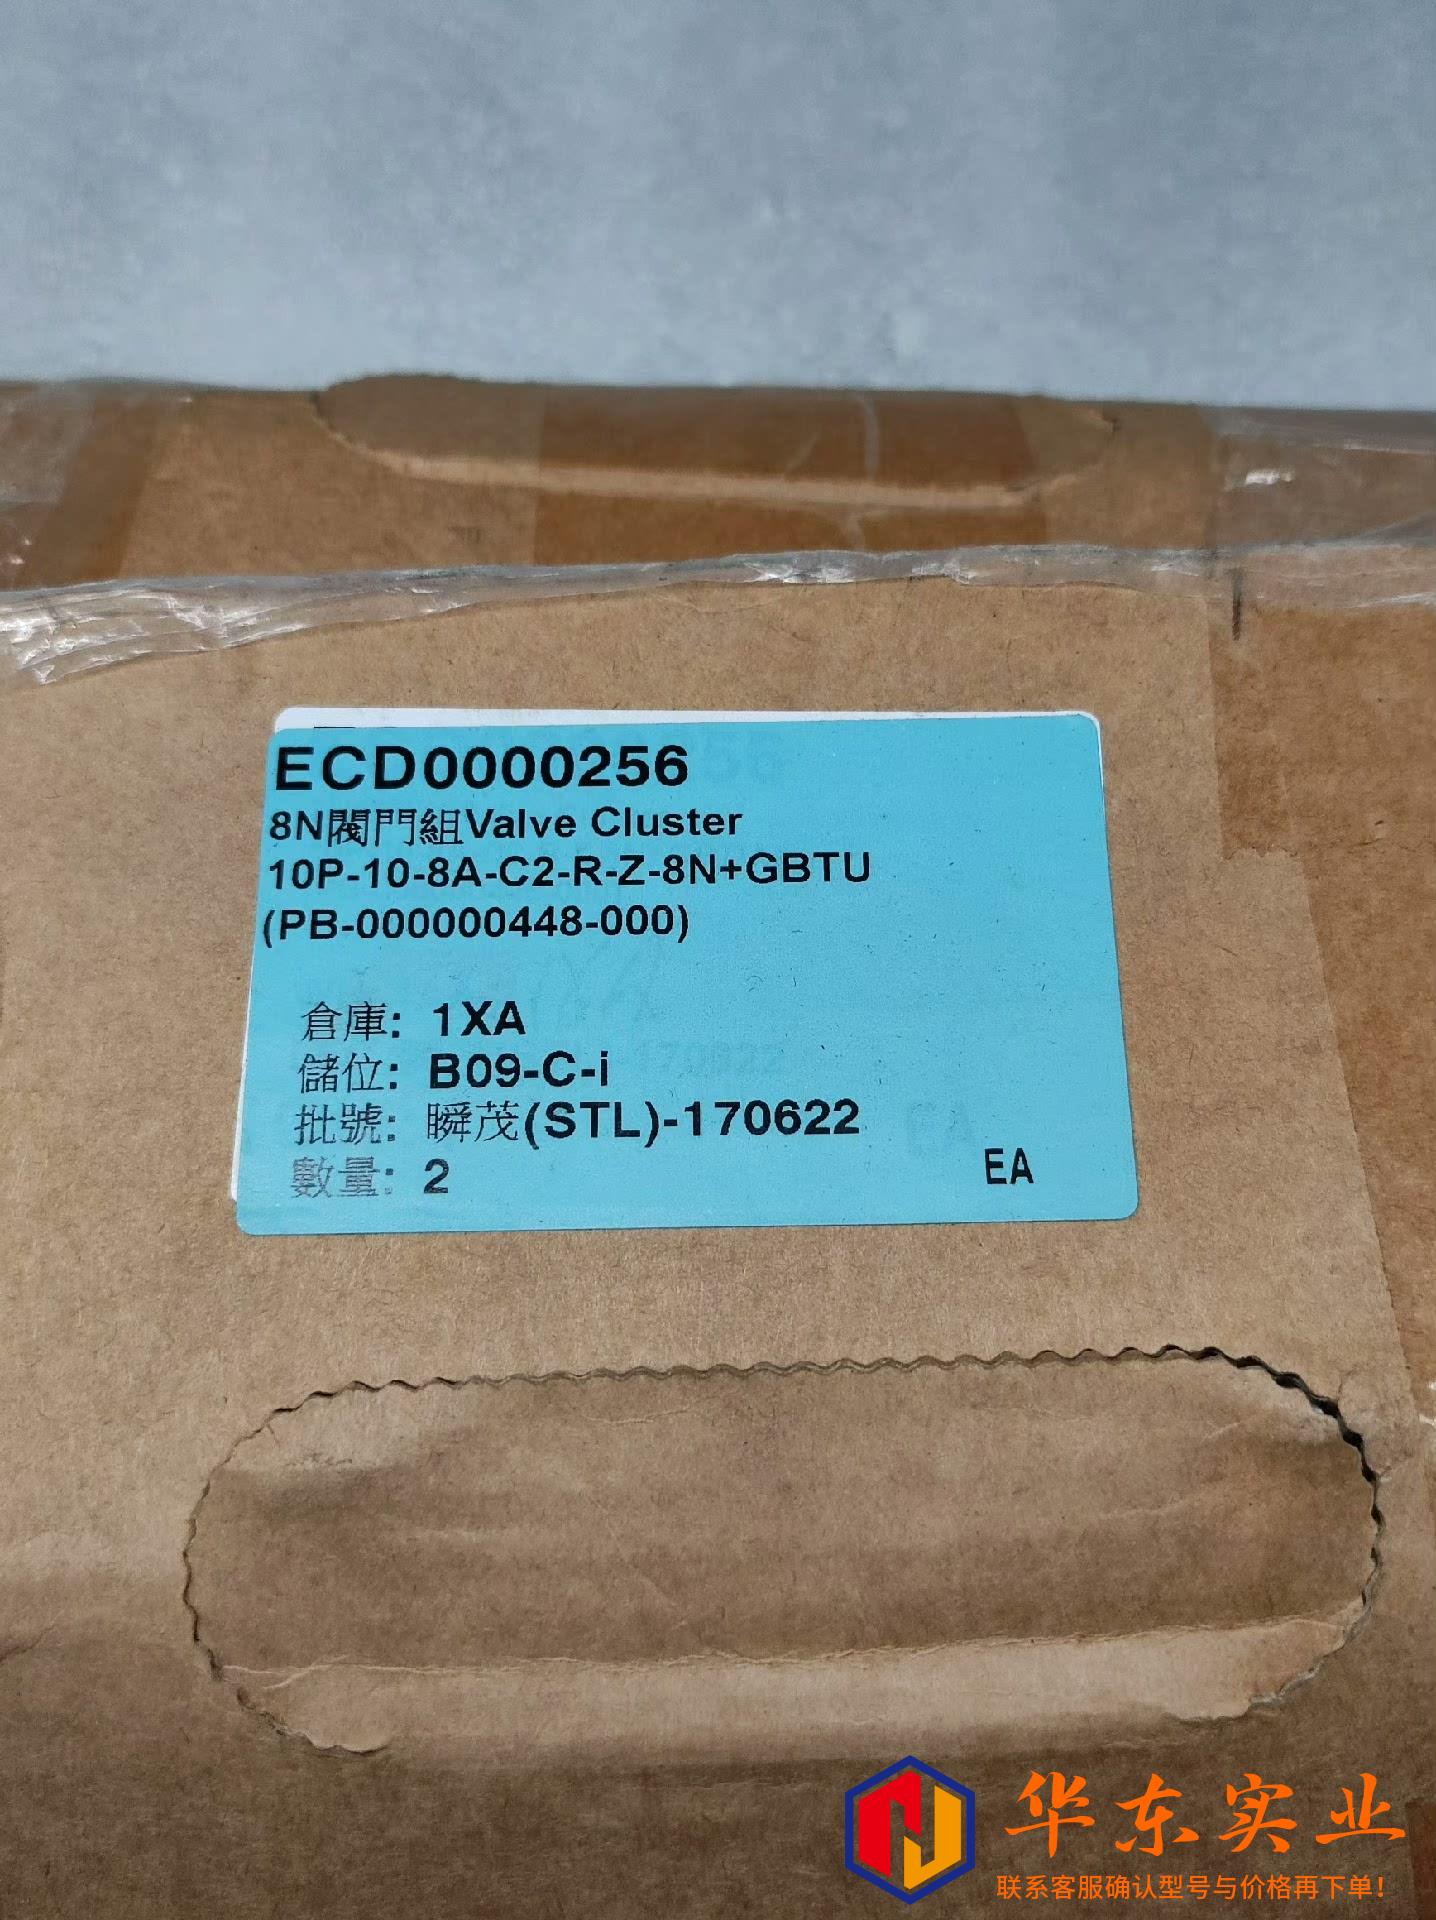 ECD0000256
8N閥門組Valve Cluster
10P-10-8A-C2-R-Z-8N+GBTU
(PB-000000448-000)
倉庫: 1XA
儲位: B09-C-i
批號: 瞬茂(STL)-170622
數量: 2 EA
华东实业
联系客服确认型号与价格再下单!